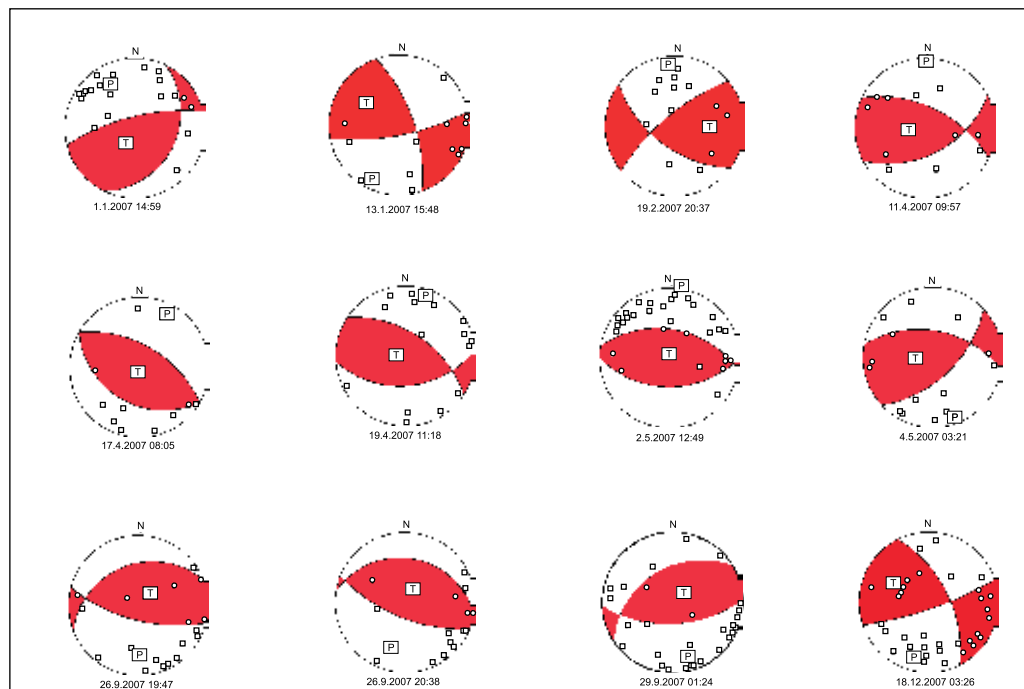 N N N N
P P P
T T T T
P
1.1.2007 14:59 13.1.2007 15:48 19.2.2007 20:37 11.4.2007 09:57
N N N N
P P P
T T T T
P
17.4.2007 08:05 19.4.2007 11:18 2.5.2007 12:49 4.5.2007 03:21
N N N N
T T T T
P P P P
26.9.2007 19:47 26.9.2007 20:38 29.9.2007 01:24 18.12.2007 03:26